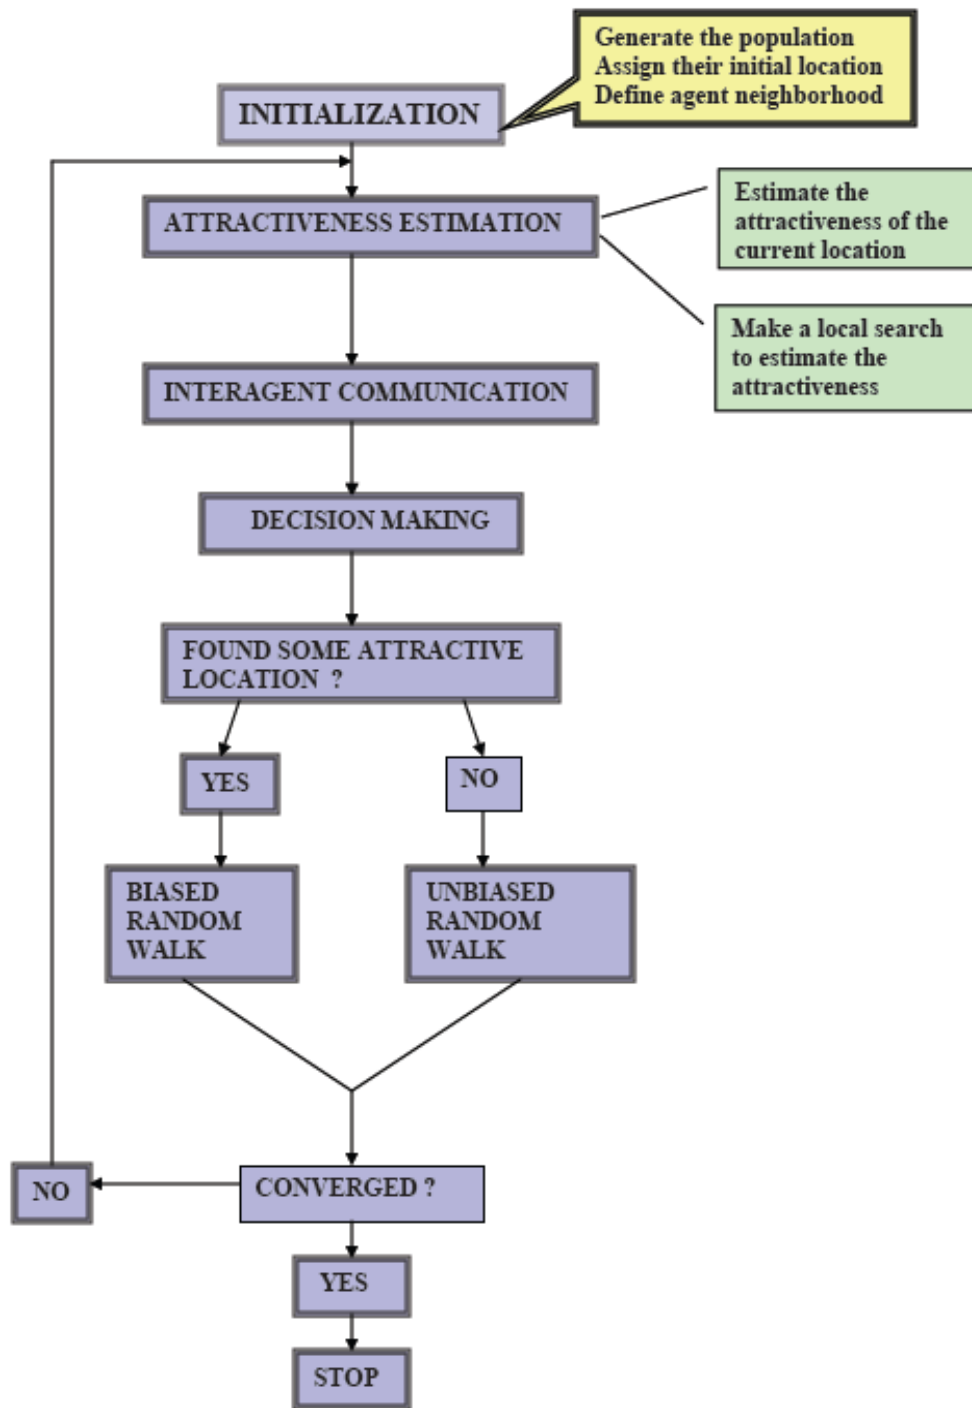 Generate the population
Assign their initial location
Define agent neighborhood
INITIALIZATION
ATTRACTIVENESS ESTIMATION
Estimate the
attractiveness of the
current location
Make a local search
to estimate the
attractiveness
INTERAGENT COMMUNICATION
DECISION MAKING
FOUND SOME ATTRACTIVE
LOCATION ?
YES
NO
BIASED
RANDOM
WALK
UNBIASED
RANDOM
WALK
CONVERGED ?
NO
YES
STOP